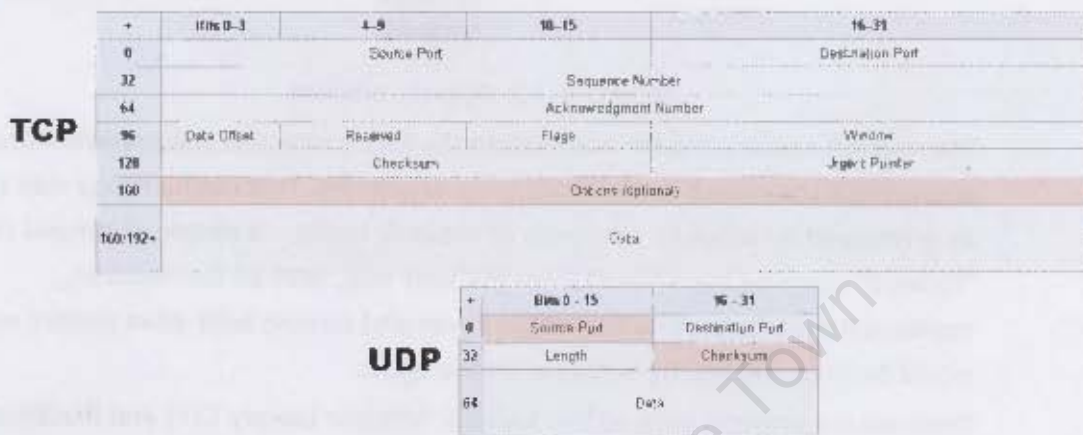 + Bits 0–3 4–9 10–15 16–31
0 Source Port Destination Port
32 Sequence Number
64 Acknowledgment Number
TCP 96 Data Offset Reserved Flags Window
128 Checksum Urgent Pointer
160 Options (optional)
160/192+ Data
+ Bits 0 - 15 16 - 31
0 Source Port Destination Port
UDP 32 Length Checksum
64 Data
Town